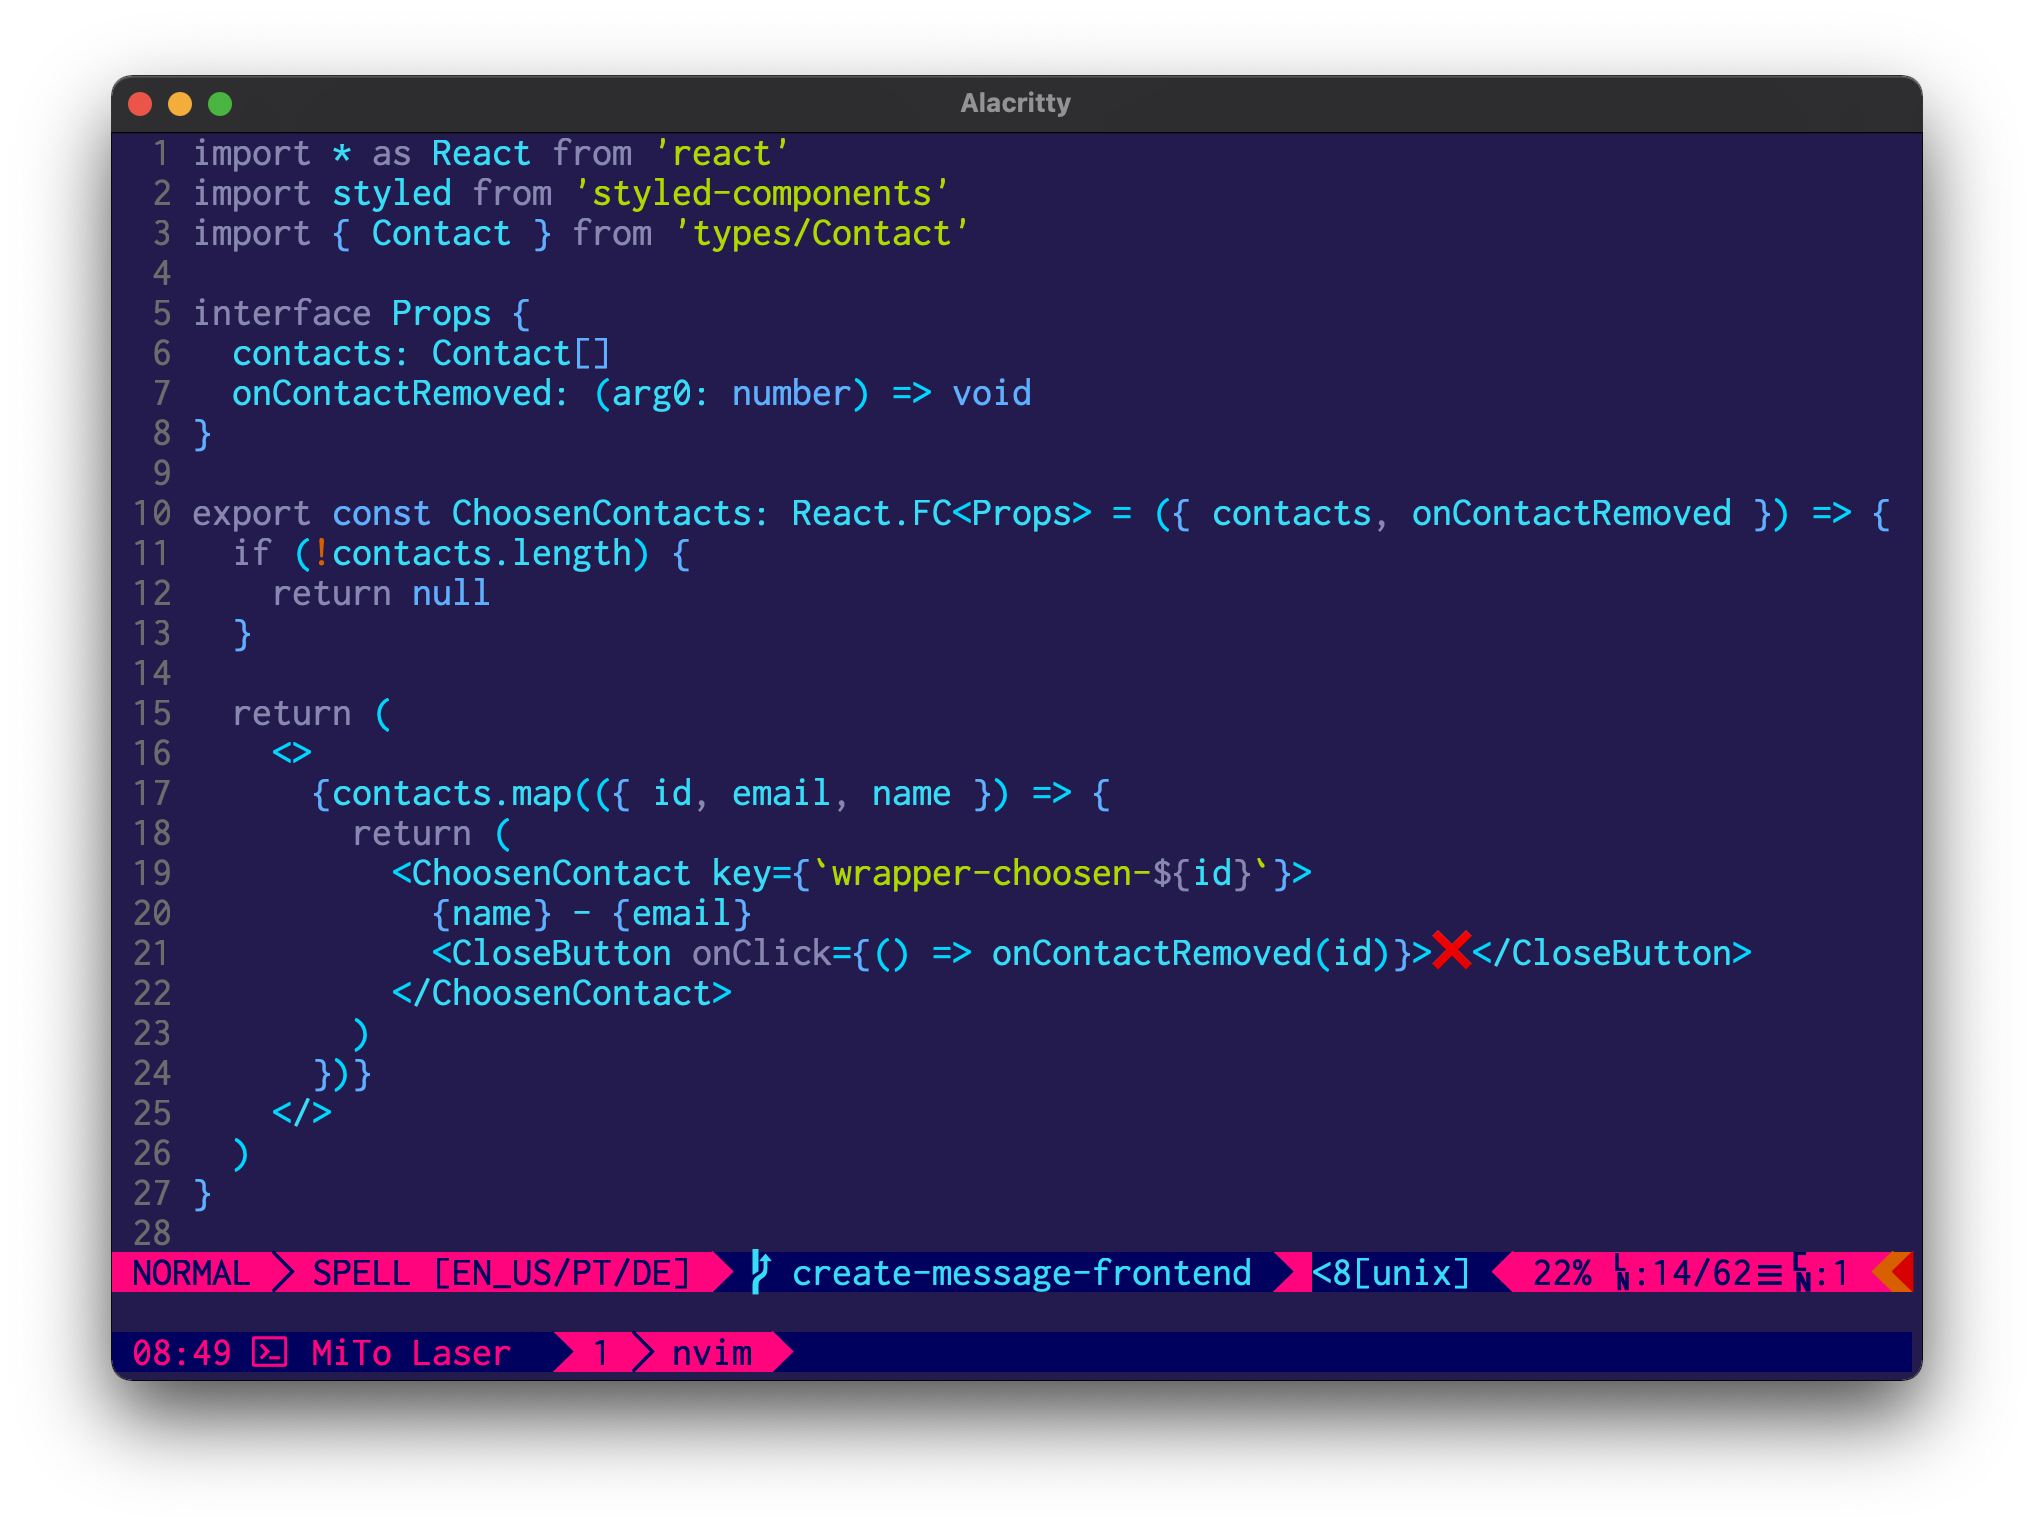 Alacritty
1 import * as React from 'react'
2 import styled from 'styled-components'
3 import { Contact } from 'types/Contact'
4
5 interface Props {
6   contacts: Contact[]
7   onContactRemoved: (arg0: number) => void
8 }
9
10 export const ChoosenContacts: React.FC<Props> = ({ contacts, onContactRemoved }) => {
11   if (!contacts.length) {
12     return null
13   }
14
15   return (
16     <>
17       {contacts.map(({ id, email, name }) => {
18         return (
19           <ChoosenContact key={`wrapper-choosen-${id}`}>
20             {name} - {email}
21             <CloseButton onClick={() => onContactRemoved(id)}>❌</CloseButton>
22           </ChoosenContact>
23         )
24       })}
25     </>
26   )
27 }
28
NORMAL SPELL [EN_US/PT/DE] create-message-frontend <8[unix] 22% LN:14/62≡ LN:1
08:49 MiTo Laser 1 nvim